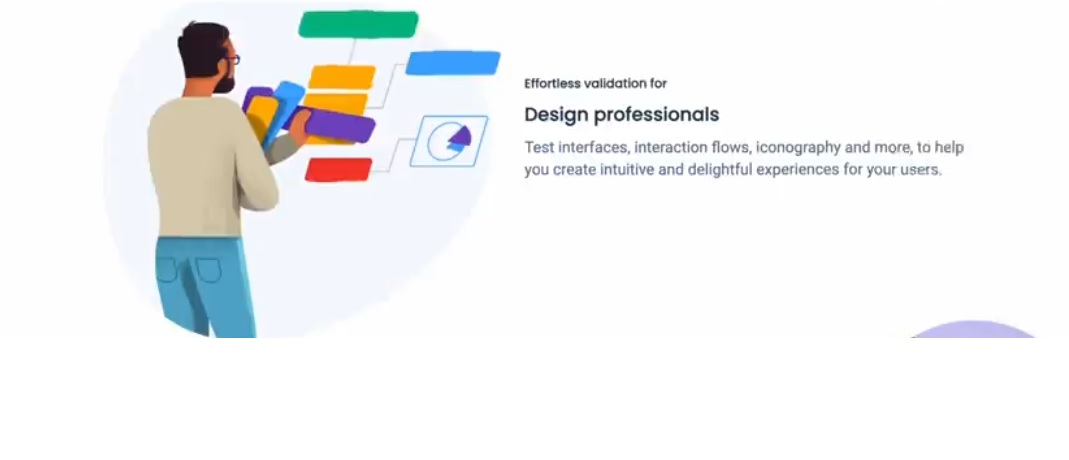 Effortless validation for
Design professionals
Test interfaces, interaction flows, iconography and more, to help
you create intuitive and delightful experiences for your users.